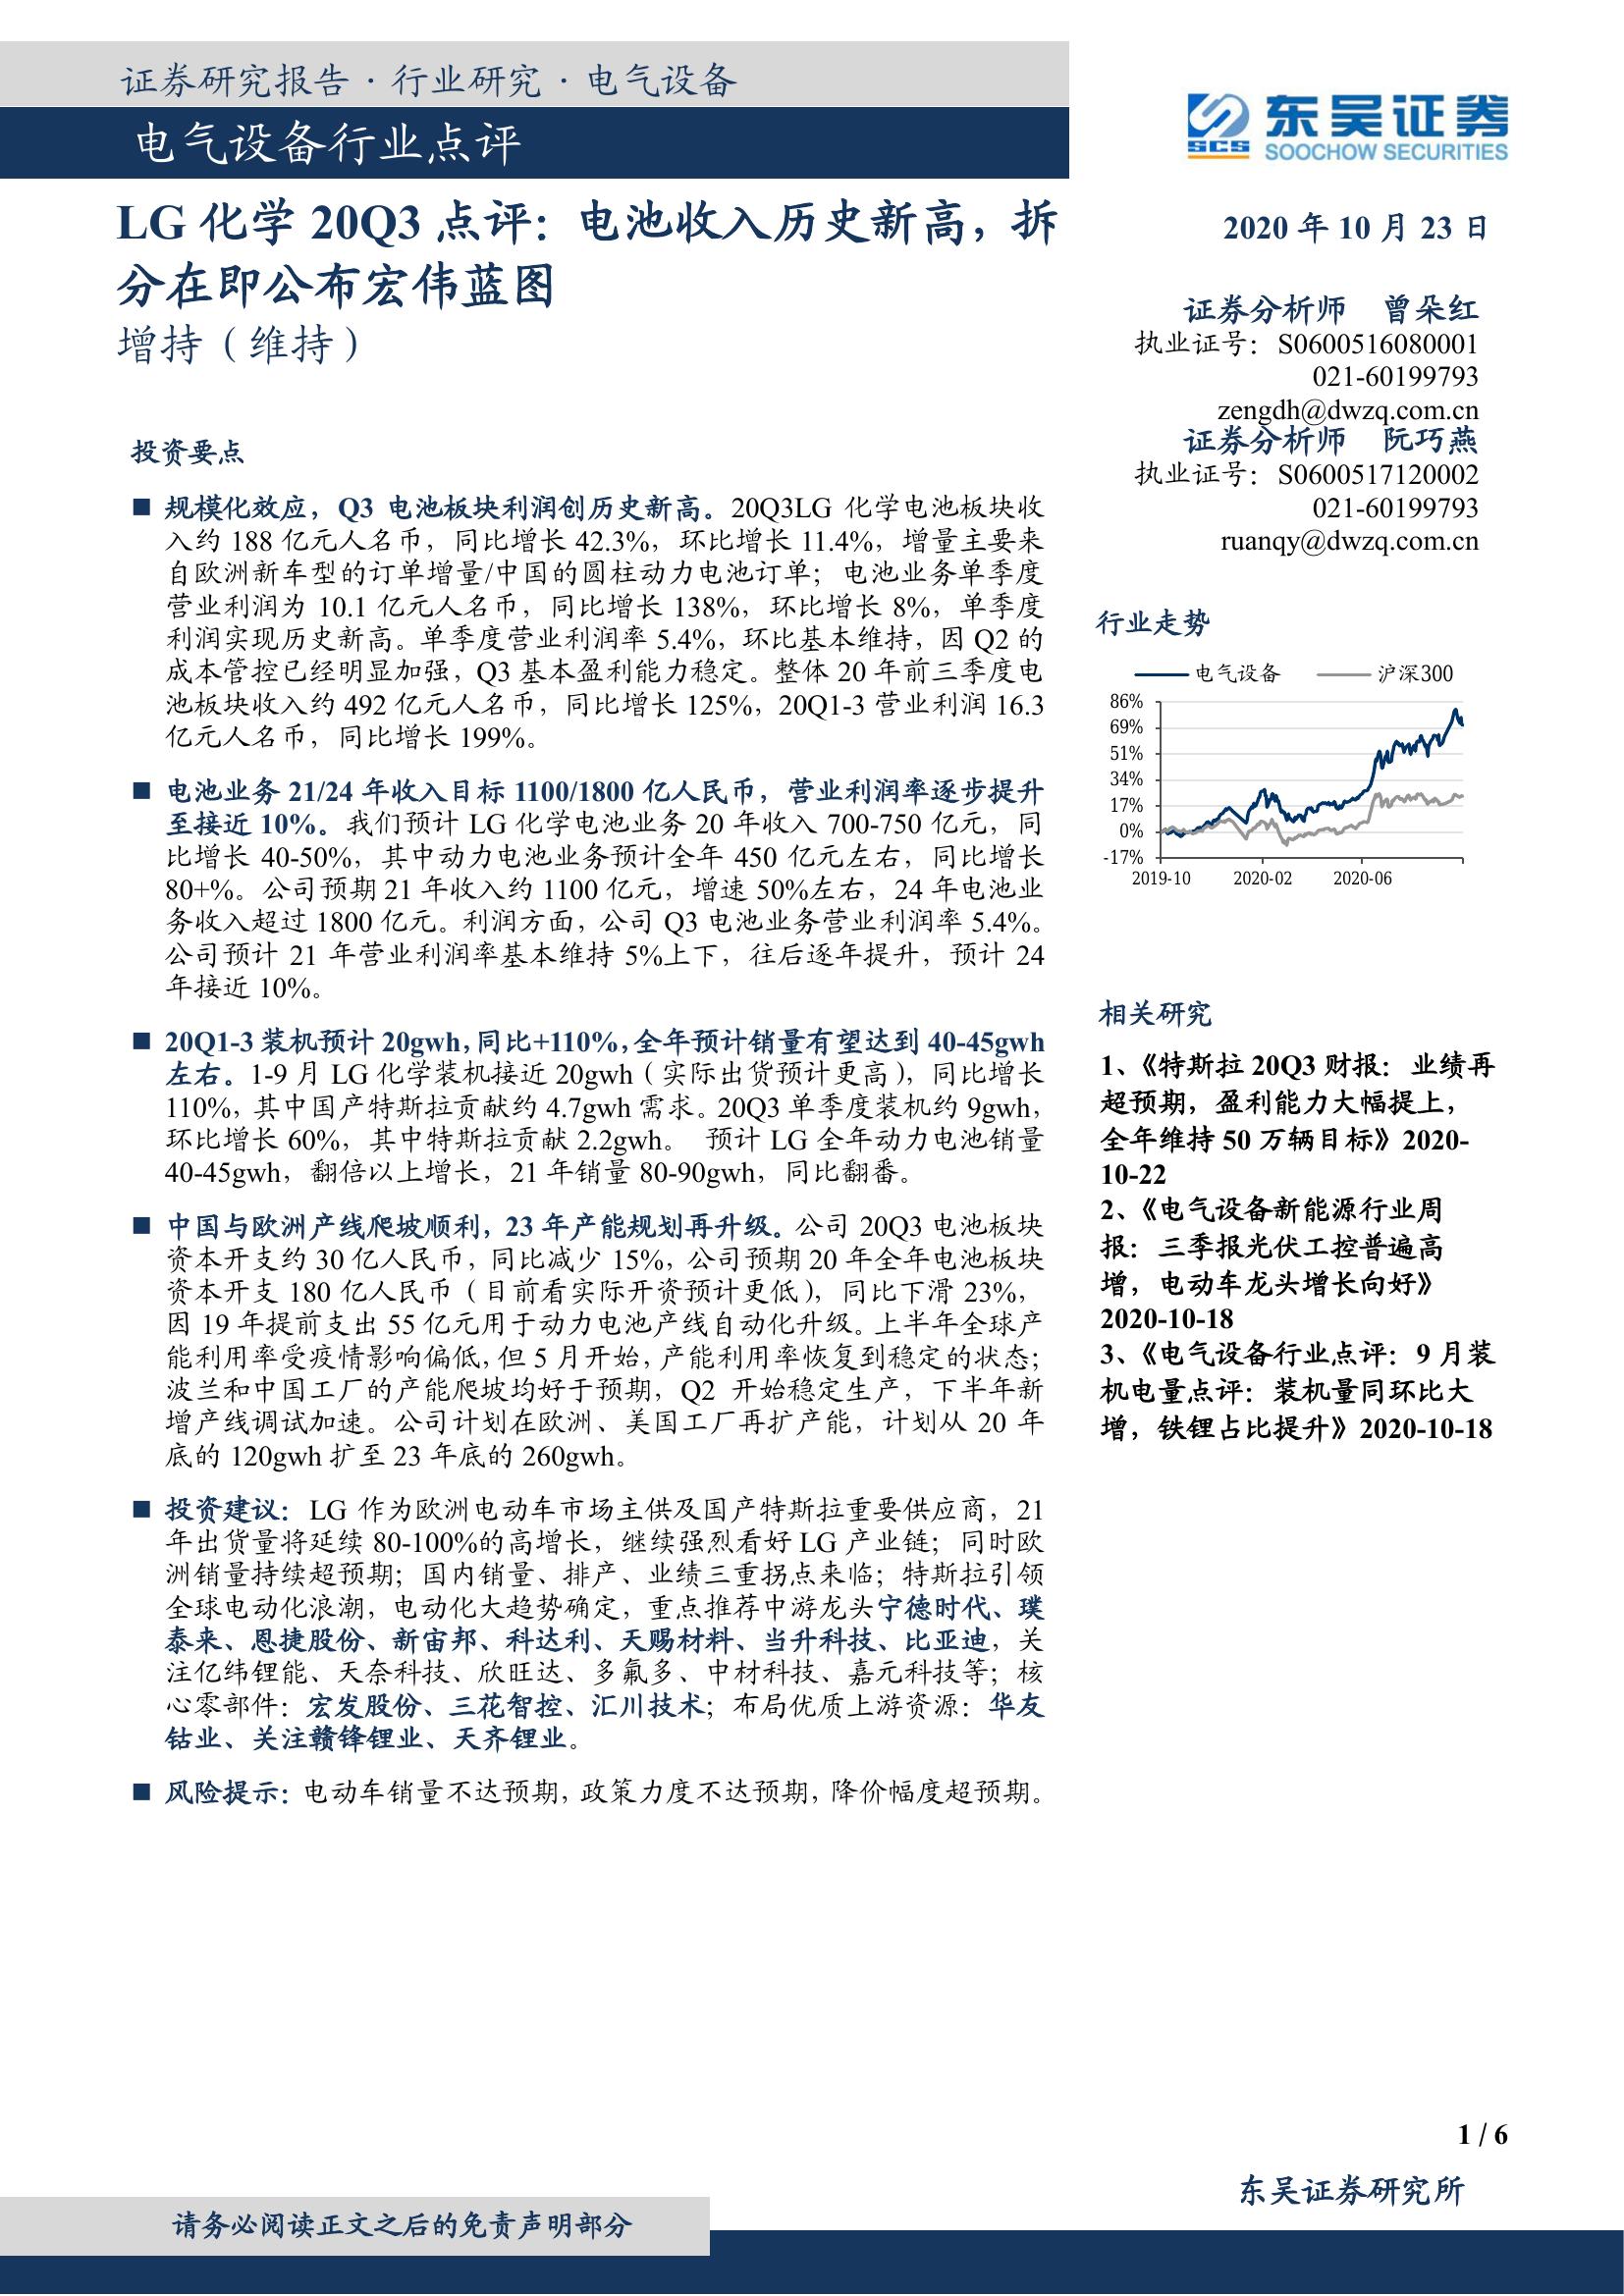 证券研究报告·行业研究·电气设备
电气设备行业点评
SCS
东吴证券
SOOCHOW SECURITIES
LG 化学 20Q3 点评：电池收入历史新高，拆
分在即公布宏伟蓝图
增持（维持）
2020 年 10 月 23 日
证券分析师 曾朵红
执业证号：S0600516080001
021-60199793
zengdh@dwzq.com.cn
证券分析师 阮巧燕
执业证号：S0600517120002
021-60199793
ruanqy@dwzq.com.cn
投资要点
■ 规模化效应，Q3 电池板块利润创历史新高。20Q3LG 化学电池板块收
入约 188 亿元人名币，同比增长 42.3%，环比增长 11.4%，增量主要来
自欧洲新车型的订单增量/中国的圆柱动力电池订单；电池业务单季度
营业利润为 10.1 亿元人名币，同比增长 138%，环比增长 8%，单季度
利润实现历史新高。单季度营业利润率 5.4%，环比基本维持，因 Q2 的
成本管控已经明显加强，Q3 基本盈利能力稳定。整体 20 年前三季度电
池板块收入约 492 亿元人名币，同比增长 125%，20Q1-3 营业利润 16.3
亿元人名币，同比增长 199%。
■ 电池业务 21/24 年收入目标 1100/1800 亿人民币，营业利润率逐步提升
至接近 10%。我们预计 LG 化学电池业务 20 年收入 700-750 亿元，同
比增长 40-50%，其中动力电池业务预计全年 450 亿元左右，同比增长
80+%。公司预期 21 年收入约 1100 亿元，增速 50%左右，24 年电池业
务收入超过 1800 亿元。利润方面，公司 Q3 电池业务营业利润率 5.4%。
公司预计 21 年营业利润率基本维持 5%上下，往后逐年提升，预计 24
年接近 10%。
■ 20Q1-3 装机预计 20gwh，同比+110%，全年预计销量有望达到 40-45gwh
左右。1-9 月 LG 化学装机接近 20gwh（实际出货预计更高），同比增长
110%，其中国产特斯拉贡献约 4.7gwh 需求。20Q3 单季度装机约 9gwh，
环比增长 60%，其中特斯拉贡献 2.2gwh。 预计 LG 全年动力电池销量
40-45gwh，翻倍以上增长，21 年销量 80-90gwh，同比翻番。
■ 中国与欧洲产线爬坡顺利，23 年产能规划再升级。公司 20Q3 电池板块
资本开支约 30 亿人民币，同比减少 15%，公司预期 20 年全年电池板块
资本开支 180 亿人民币（目前看实际开资预计更低），同比下滑 23%，
因 19 年提前支出 55 亿元用于动力电池产线自动化升级。上半年全球产
能利用率受疫情影响偏低，但 5 月开始，产能利用率恢复到稳定的状态；
波兰和中国工厂的产能爬坡均好于预期，Q2 开始稳定生产，下半年新
增产线调试加速。公司计划在欧洲、美国工厂再扩产能，计划从 20 年
底的 120gwh 扩至 23 年底的 260gwh。
■ 投资建议：LG 作为欧洲电动车市场主供及国产特斯拉重要供应商，21
年出货量将延续 80-100%的高增长，继续强烈看好 LG 产业链；同时欧
洲销量持续超预期；国内销量、排产、业绩三重拐点来临；特斯拉引领
全球电动化浪潮，电动化大趋势确定，重点推荐中游龙头宁德时代、璞
泰来、恩捷股份、新宙邦、科达利、天赐材料、当升科技、比亚迪，关
注亿纬锂能、天奈科技、欣旺达、多氟多、中材科技、嘉元科技等；核
心零部件：宏发股份、三花智控、汇川技术；布局优质上游资源：华友
钴业、关注赣锋锂业、天齐锂业。
■ 风险提示：电动车销量不达预期，政策力度不达预期，降价幅度超预期。
行业走势
电气设备 沪深300
86%
69%
51%
34%
17%
0%
-17%
2019-10 2020-02 2020-06
相关研究
1、《特斯拉 20Q3 财报：业绩再
超预期，盈利能力大幅提上，
全年维持 50 万辆目标》2020-
10-22
2、《电气设备新能源行业周
报：三季报光伏工控普遍高
增，电动车龙头增长向好》
2020-10-18
3、《电气设备行业点评：9 月装
机电量点评：装机量同环比大
增，铁锂占比提升》2020-10-18
1 / 6
东吴证券研究所
请务必阅读正文之后的免责声明部分